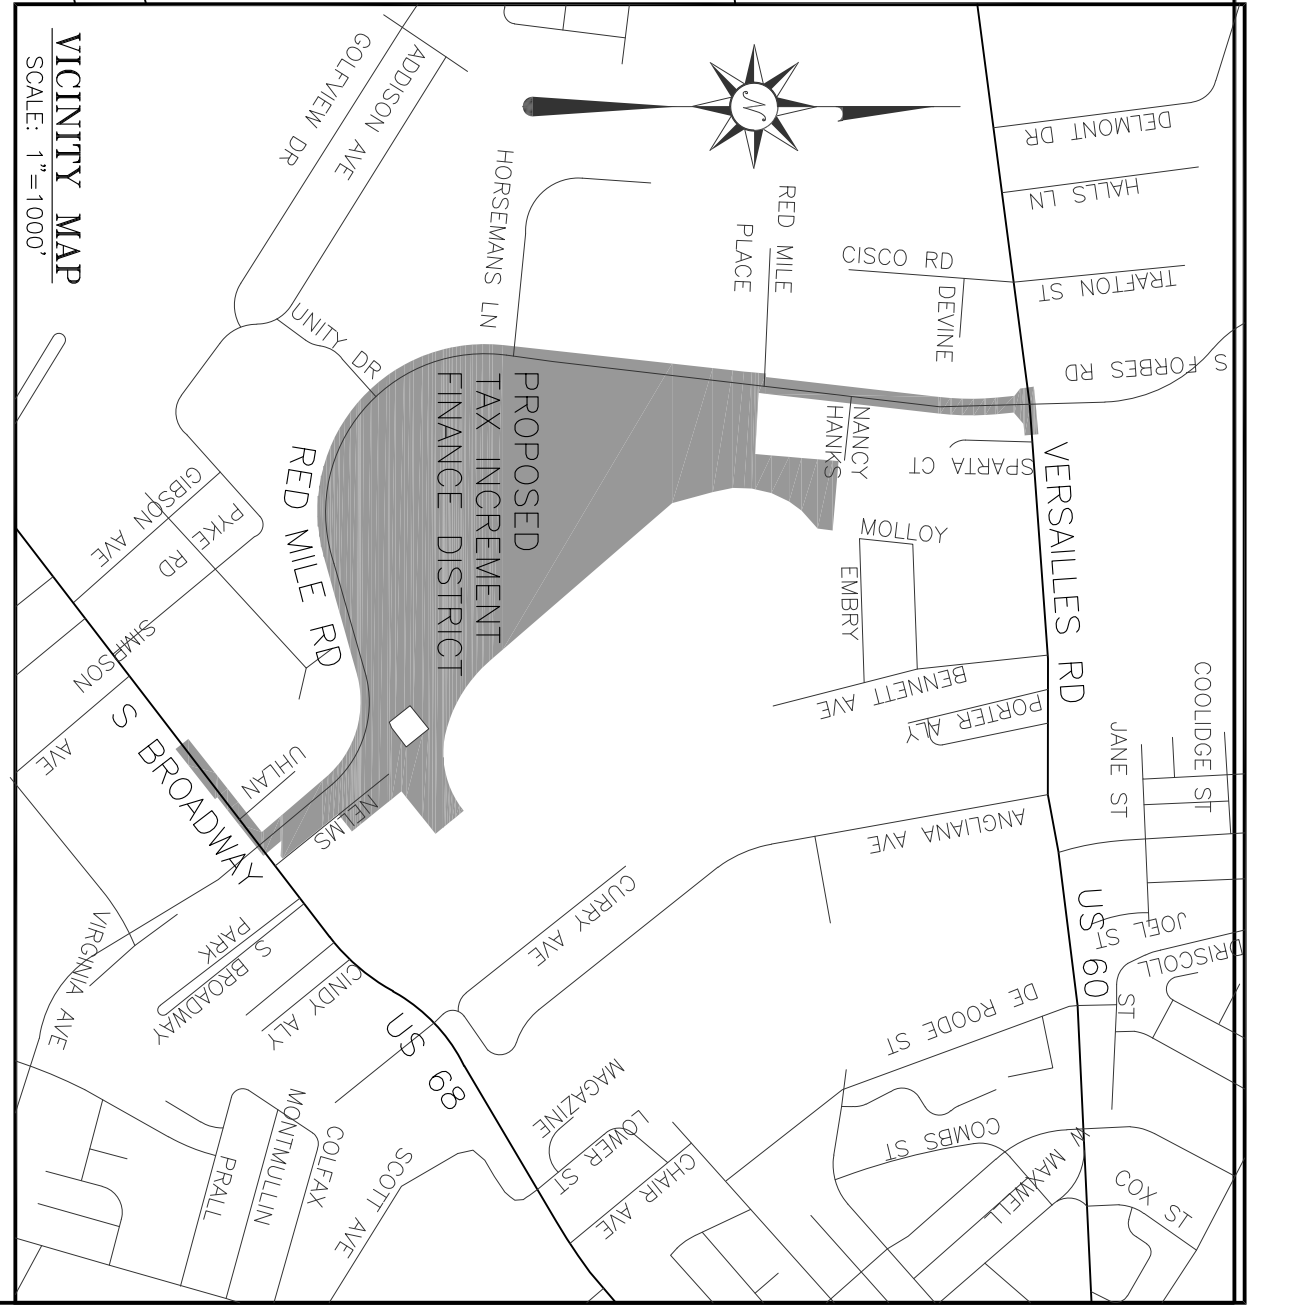 VICINITY MAP
SCALE: 1"=1000'
GOLFVIEW DR
ADDISON AVE
HORSEMANS LN
N
RED MILE
PLACE
CISCO RD
DEVINE
DELMONT DR
HALLS LN
TRAFTON ST
S FORBES RD
UNITY DR
PROPOSED
TAX INCREMENT
FINANCE DISTRICT
NANCY
HANKS
SPARTA CT
VERSAILLES RD
RED MILE RD
GIBSON AVE
PYKE
RD
MOLLOY
EMBRY
BENNETT AVE
PORTER ALY
COOLIDGE ST
JANE ST
SIMPSON
AVE
S BROADWAY
UHLAN
NELMS
ANGLIANA AVE
CURRY AVE
US 60
JOEL ST
DRISCOLL
ST
VIRGINIA AVE
S BROADWAY
PARK
CINDY ALY
US 68
DE ROODE ST
MAGAZINE
LOWER ST
CHAIR AVE
COMBS ST
W
MAXWELL
COX ST
PRALL
MONTMULLIN
COLFAX
SCOTT AVE